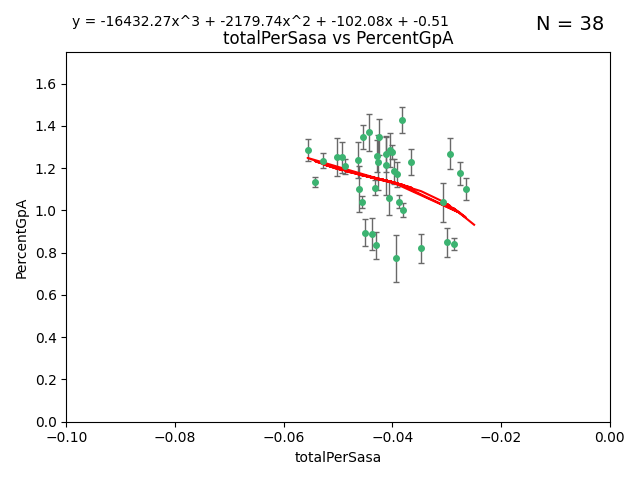 y = -16432.27x^3 + -2179.74x^2 + -102.08x + -0.51
N = 38
totalPerSasa vs PercentGpA
PercentGpA
1.6
1.4
1.2
1.0
0.8
0.6
0.4
0.2
0.0
−0.10 −0.08 −0.06 −0.04 −0.02 0.00
totalPerSasa